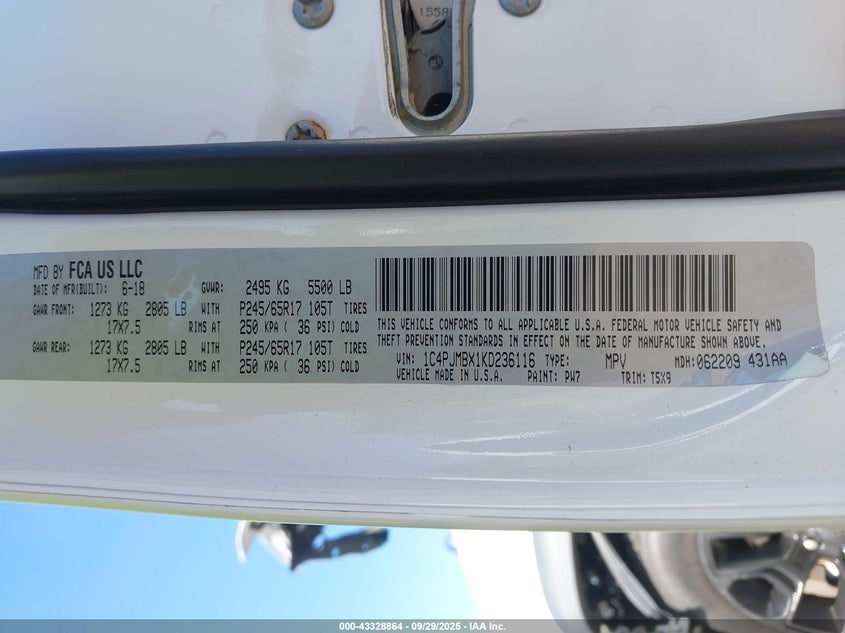 1558
MFD BY FCA US LLC
DATE OF MFR(BUILT): 6-18 GVWR: 2495 KG 5500 LB
GAWR FRONT: 1273 KG 2805 LB WITH P245/65R17 105T TIRES
17X7.5 RIMS AT 250 KPA ( 36 PSI) COLD
GAWR REAR: 1273 KG 2805 LB WITH P245/65R17 105T TIRES
17X7.5 RIMS AT 250 KPA ( 36 PSI) COLD
THIS VEHICLE CONFORMS TO ALL APPLICABLE U.S.A. FEDERAL MOTOR VEHICLE SAFETY AND
THEFT PREVENTION STANDARDS IN EFFECT ON THE DATE OF MANUFACTURE SHOWN ABOVE.
VIN: 1C4PJMBX1KD236116 TYPE: MPV MDH:062209 431AA
VEHICLE MADE IN U.S.A. PAINT: PW7 TRIM: T5X9
000-43328864 / 09/29/2025 - IAA Inc.